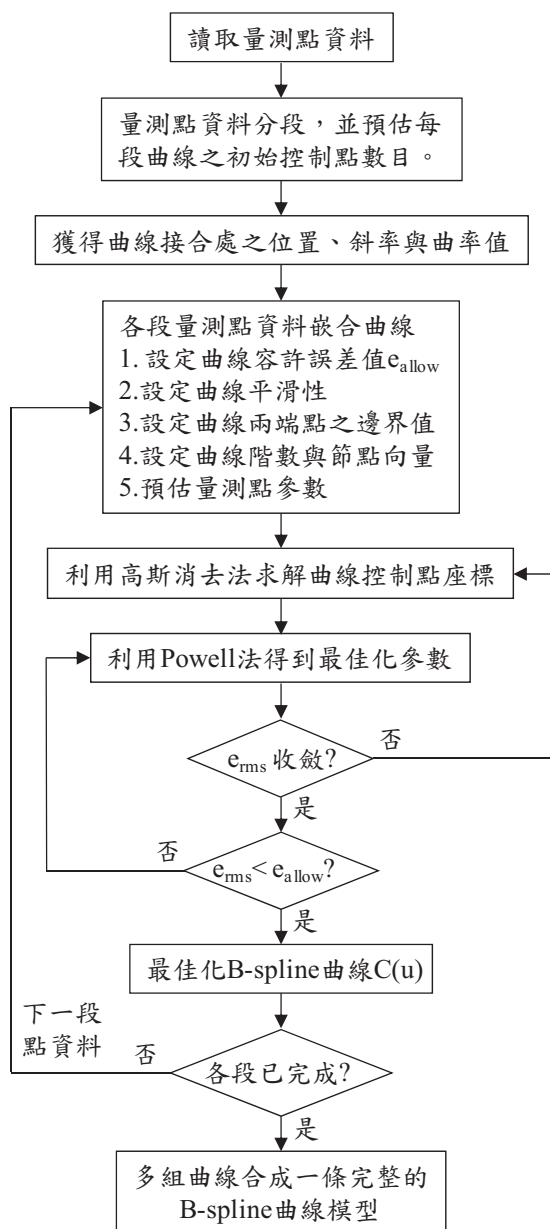 讀取量測點資料
量測點資料分段，並預估每
段曲線之初始控制點數目。
獲得曲線接合處之位置、斜率與曲率值
各段量測點資料嵌合曲線
1. 設定曲線容許誤差值eallow
2.設定曲線平滑性
3.設定曲線兩端點之邊界值
4.設定曲線階數與節點向量
5.預估量測點參數
利用高斯消去法求解曲線控制點座標
利用Powell法得到最佳化參數
erms 收斂?
否
是
erms< eallow?
否
是
最佳化B-spline曲線C(u)
下一段
點資料
各段已完成?
否
是
多組曲線合成一條完整的
B-spline曲線模型